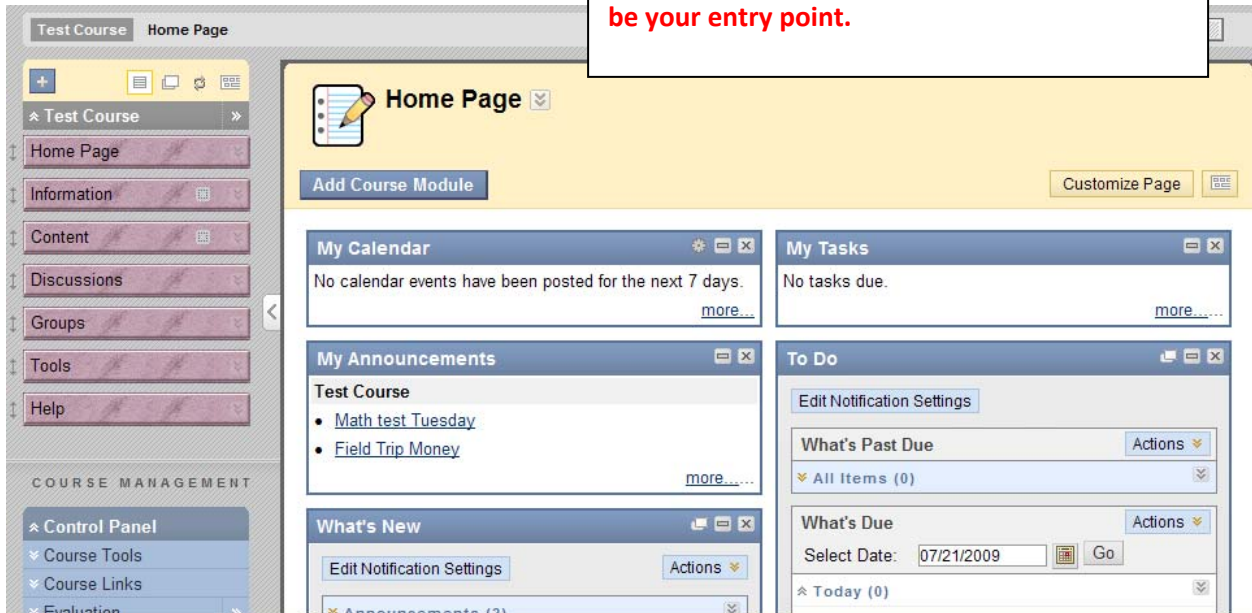 be your entry point.
Test Course Home Page
Test Course
Home Page
Information
Content
Discussions
Groups
Tools
Help
COURSE MANAGEMENT
Control Panel
Course Tools
Course Links
Evaluation
Home Page
Add Course Module
Customize Page
My Calendar
No calendar events have been posted for the next 7 days.
more...
My Announcements
Test Course
• Math test Tuesday
• Field Trip Money
more......
What's New
Edit Notification Settings Actions
Announcements (3)
My Tasks
No tasks due.
more......
To Do
Edit Notification Settings
What's Past Due Actions
All Items (0)
What's Due Actions
Select Date: 07/21/2009 Go
Today (0)